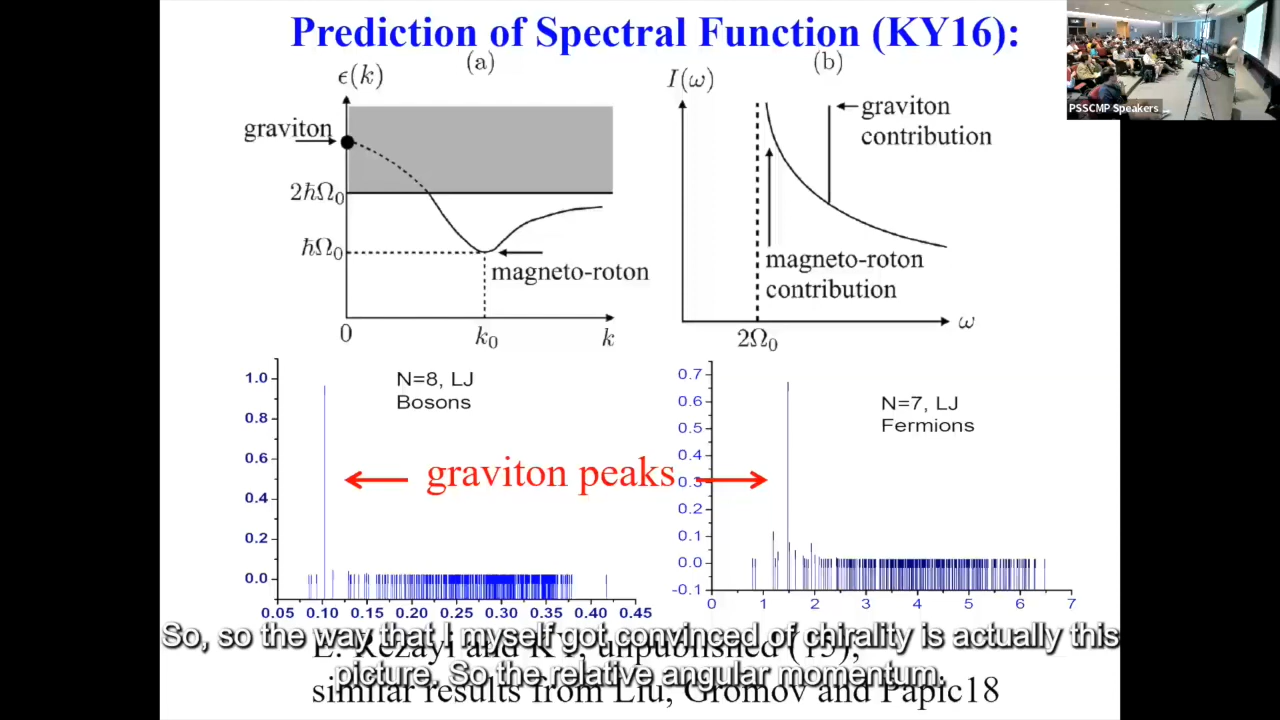 Prediction of Spectral Function (KY16):
(a)
ϵ(k)
graviton
2ħΩ₀
ħΩ₀
magneto-roton
0
k₀
k
(b)
I(ω)
graviton
contribution
magneto-roton
contribution
2Ω₀
ω
PSSCMP Speakers ...
N=8, LJ
Bosons
1.0
0.8
0.6
0.4
0.2
0.0
0.05 0.10 0.15 0.20 0.25 0.30 0.35 0.40 0.45
graviton peaks
N=7, LJ
Fermions
0.7
0.6
0.5
0.4
0.3
0.2
0.1
0.0
-0.1
0 1 2 3 4 5 6 7
So, so the way that I myself got convinced of chirality is actually this
picture. So the relative angular momentum.
E. Rezayi and KY, unpublished (15);
similar results from Liu, Gromov and Papic18